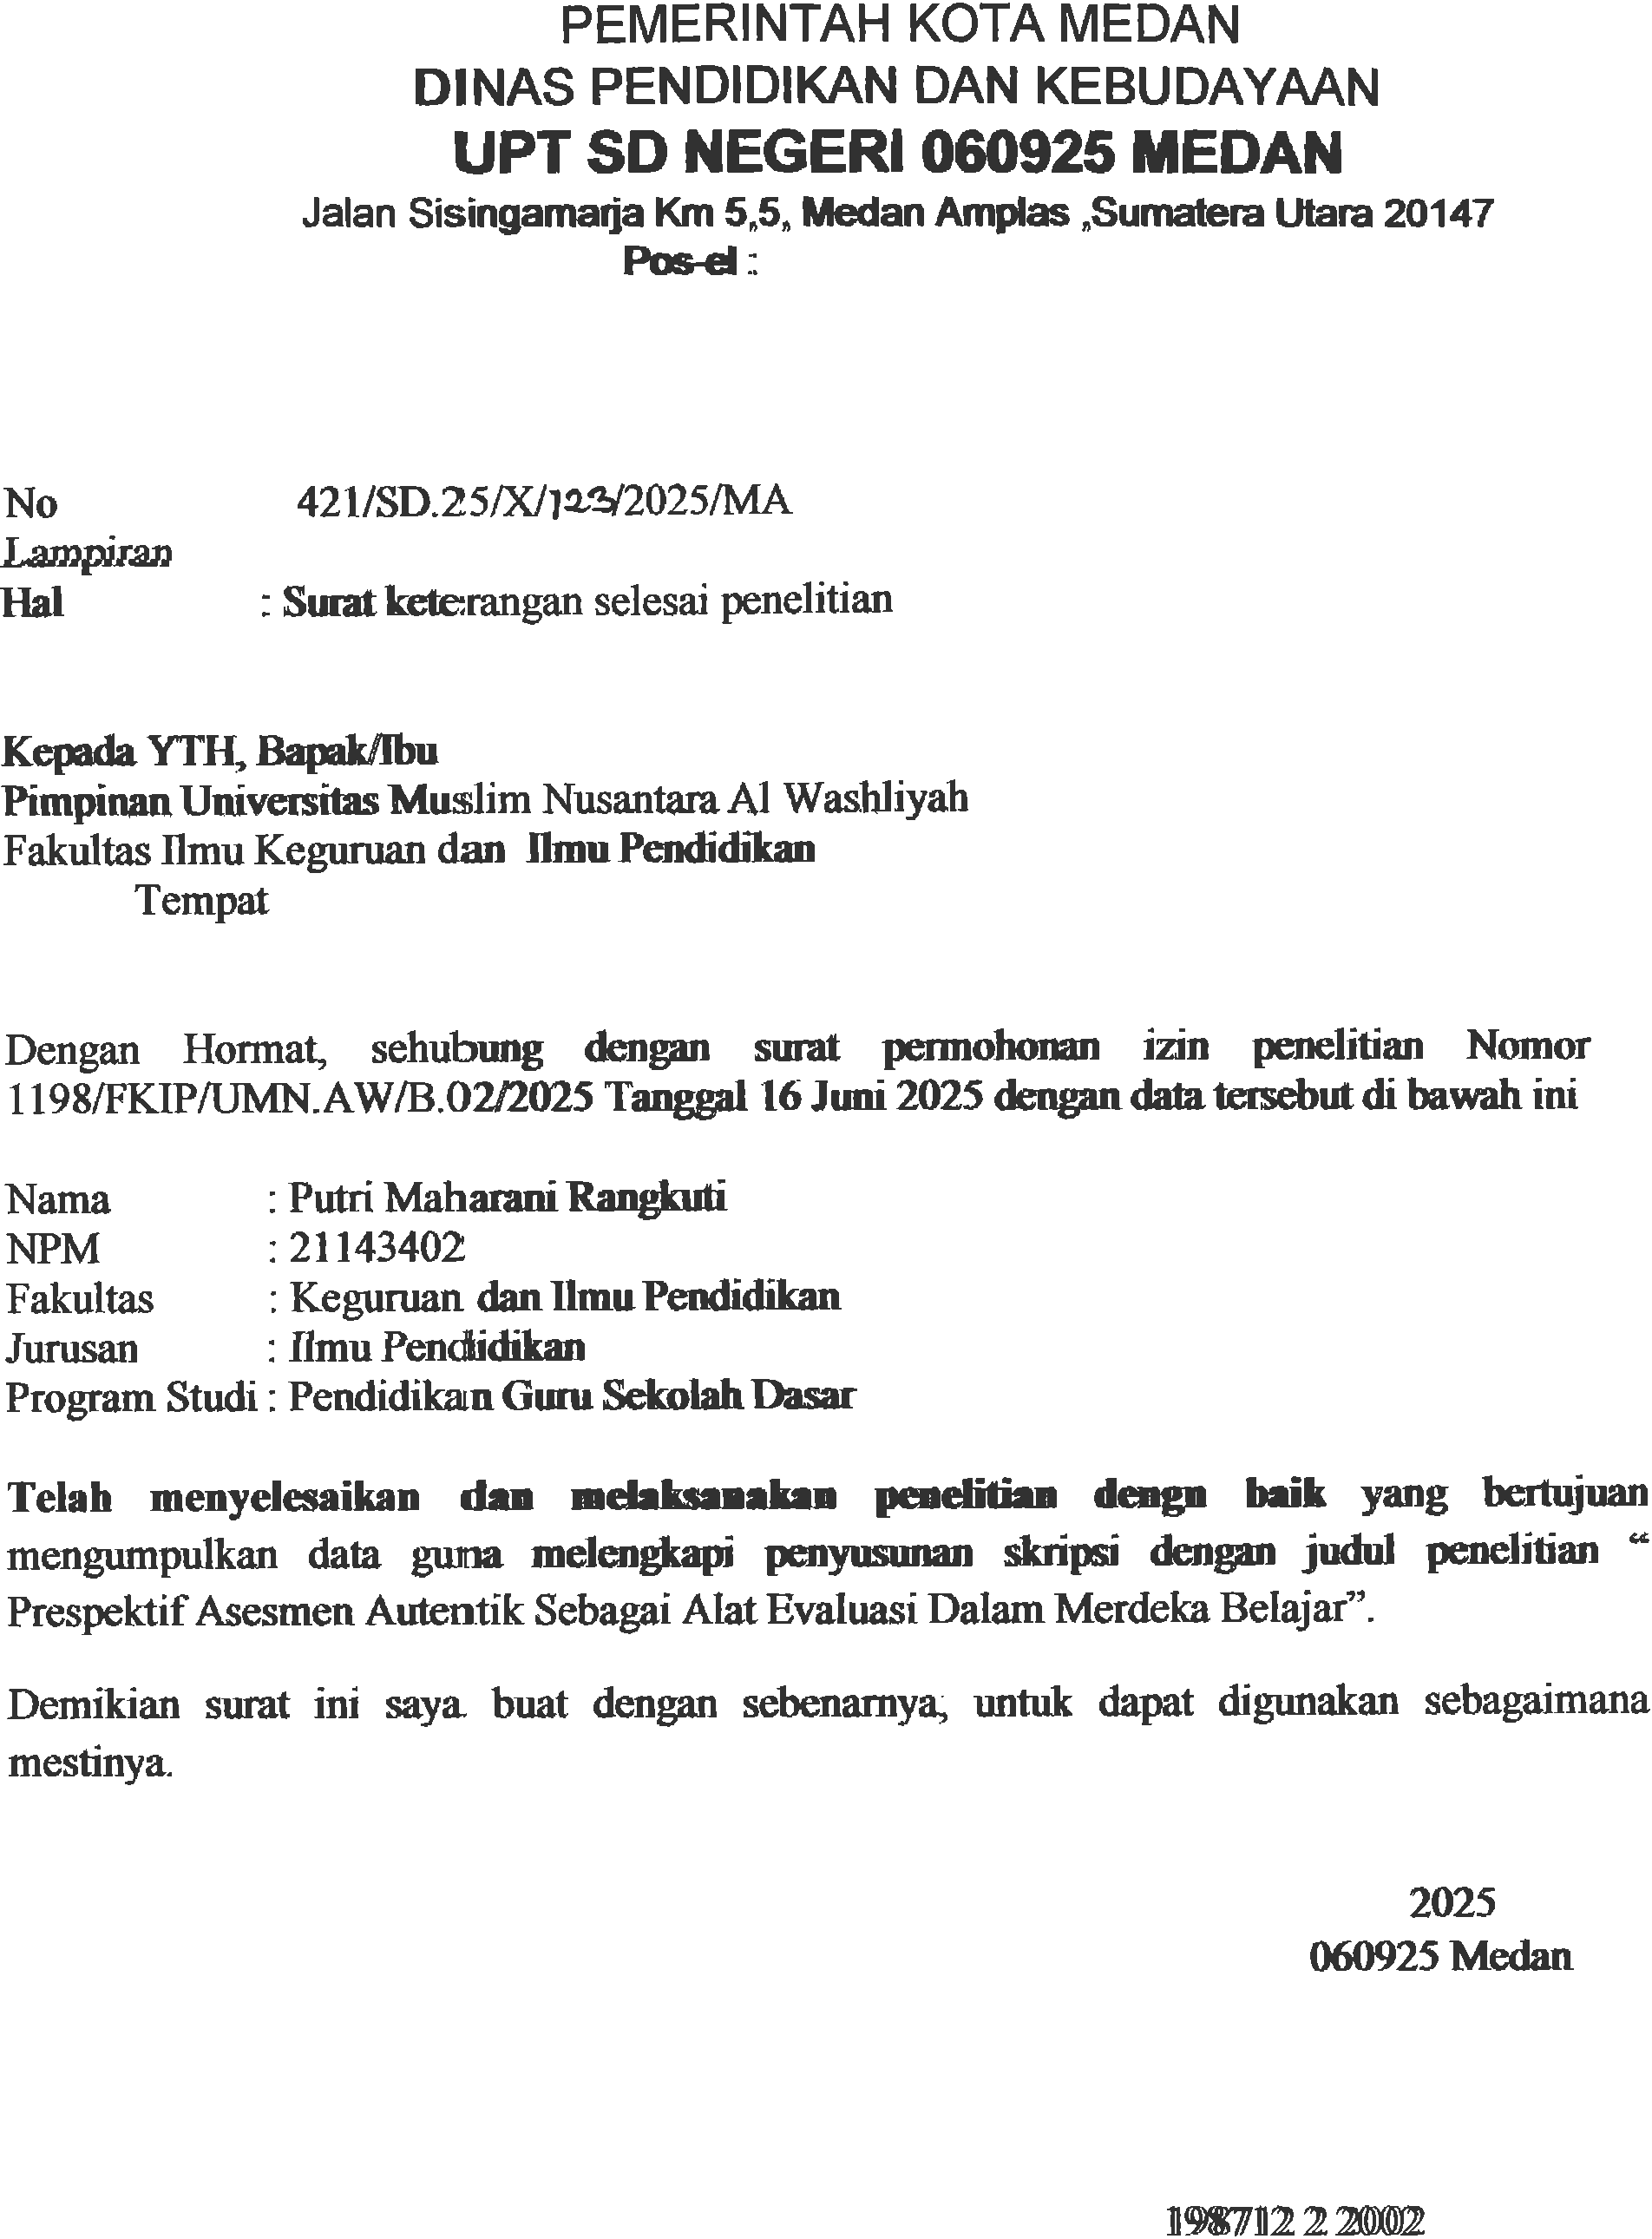 PEMERINTAH KOTA MEDAN
DINAS PENDIDIKAN DAN KEBUDAYAAN
UPT SD NEGERI 060925 MEDAN
Jalan Sisingamarja Km 5,5, Medan Amplas ,Sumatera Utara 20147
Pos-el :
No 421/SD.25/X/123/2025/MA
Lampiran
Hal : Surat keterangan selesai penelitian
Kepada YTH, Bapak/Ibu
Pimpinan Universitas Muslim Nusantara Al Washliyah
Fakultas Ilmu Keguruan dan Ilmu Pendidikan
Tempat
Dengan Hormat, sehubung dengan surat permohonan izin penelitian Nomor
1198/FKIP/UMN.AW/B.02/2025 Tanggal 16 Juni 2025 dengan data tersebut di bawah ini
Nama : Putri Maharani Rangkuti
NPM : 21143402
Fakultas : Keguruan dan Ilmu Pendidikan
Jurusan : Ilmu Pendidikan
Program Studi : Pendidikan Guru Sekolah Dasar
Telah menyelesaikan dan melaksanakan penelitian dengn baik yang bertujuan
mengumpulkan data guna melengkapi penyusunan skripsi dengan judul penelitian “
Prespektif Asesmen Autentik Sebagai Alat Evaluasi Dalam Merdeka Belajar”.
Demikian surat ini saya buat dengan sebenarnya, untuk dapat digunakan sebagaimana
mestinya.
2025
060925 Medan
198712 2 2002